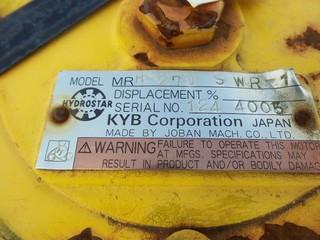 MODEL MR
DISPLACEMENT %
HYDROSTAR
SERIAL NO. 124 4005
KYB Corporation JAPAN
MADE BY JOBAN MACH. CO., LTD.
WARNING FAILURE TO OPERATE THIS MOTOR
AT MFGS. SPECIFICATIONS MAY
RESULT IN PRODUCT AND/OR BODILY DAMAG